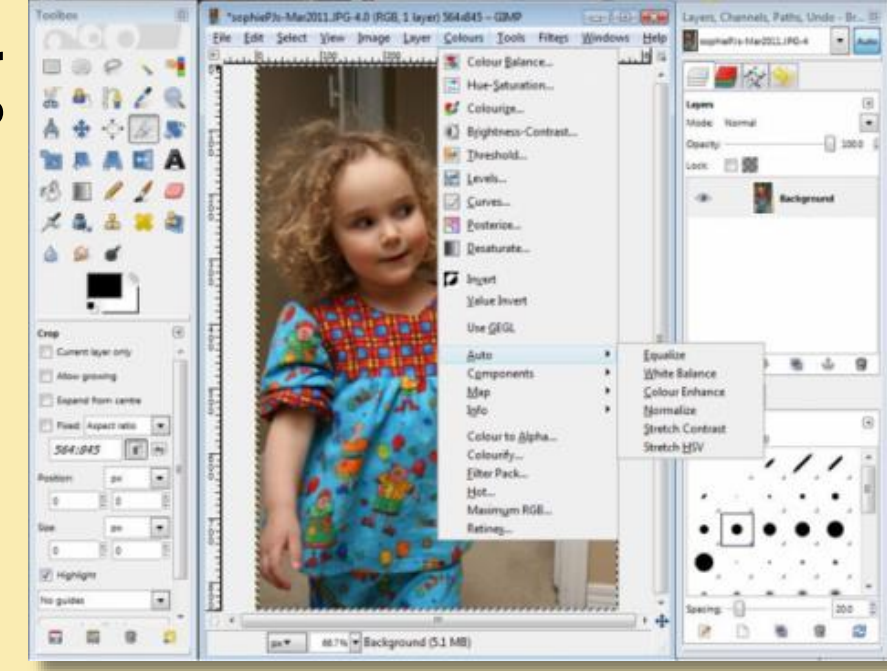 Toolbox
Crop
Current layer only
Allow growing
Expand from centre
Fixed: Aspect ratio
564:845
Position: px
0 0
Size: px
0 0
Highlight
No guides
*sophiePJs-Mar2011.JPG-4.0 (RGB, 1 layer) 564x845 – GIMP
File Edit Select View Image Layer Colours Tools Filters Windows Help
Colour Balance...
Hue-Saturation...
Colourize...
Brightness-Contrast...
Threshold...
Levels...
Curves...
Posterize...
Desaturate...
Invert
Value Invert
Use GEGL
Auto
Components
Map
Info
Colour to Alpha...
Colourify...
Filter Pack...
Hot...
Maximum RGB...
Retinex...
Equalize
White Balance
Colour Enhance
Normalize
Stretch Contrast
Stretch HSV
px 66.7% Background (5.1 MB)
Layers, Channels, Paths, Undo - Br...
sophiePJs-Mar2011.JPG-4 Auto
Layers
Mode: Normal
Opacity: 100.0
Lock:
Background
Spacing: 20.0